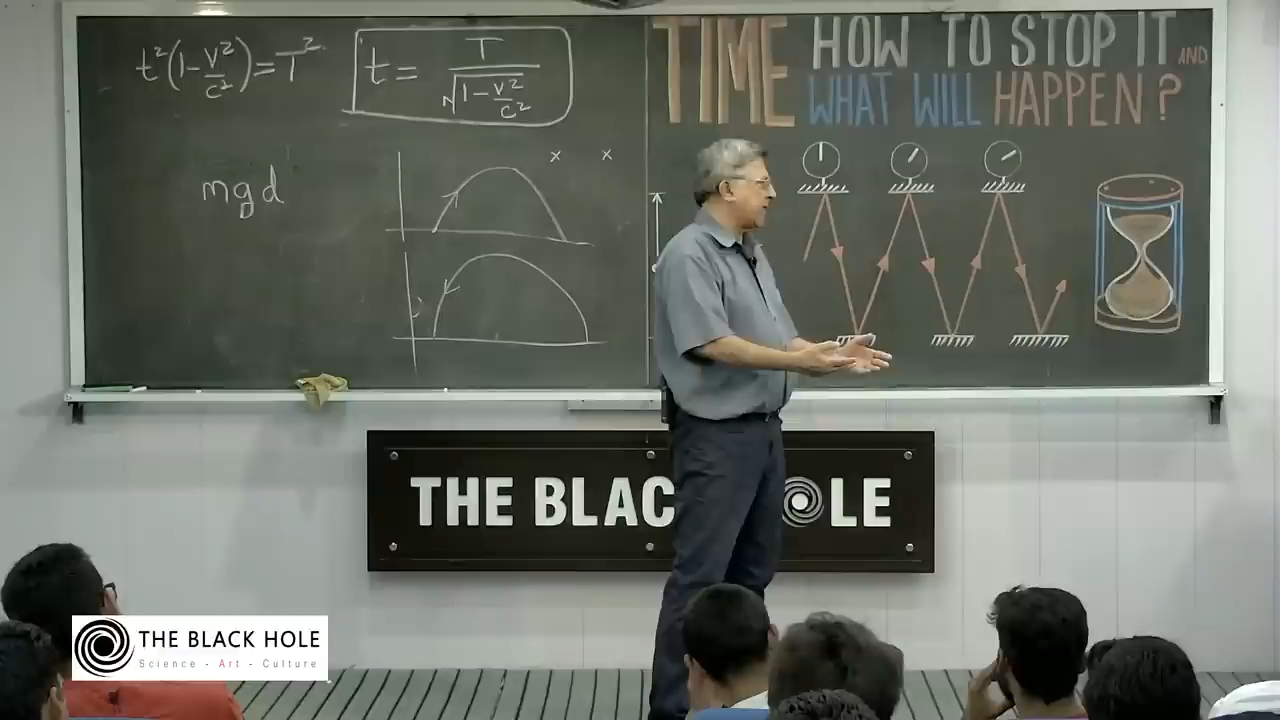 t²(1-v²/c²)=T²
t = T/√(1-v²/c²)
mgd
x x
TIME HOW TO STOP IT AND
WHAT WILL HAPPEN?
THE BLAC OLE
THE BLACK HOLE
Science - Art - Culture